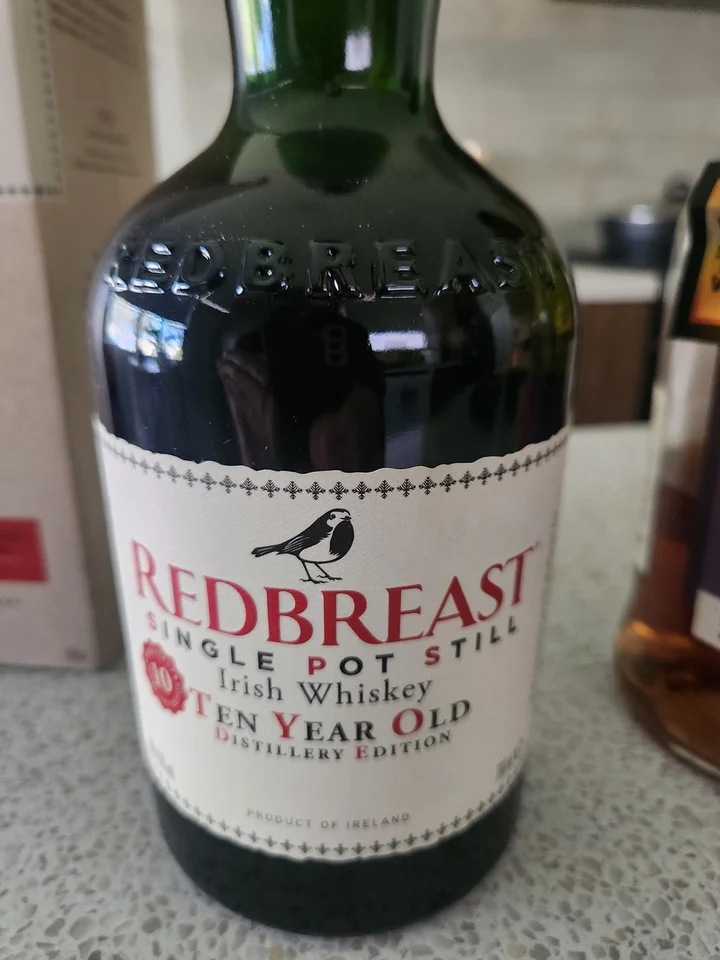 REDBREAST
REDBREAST
SINGLE POT STILL
Irish Whiskey
10
TEN YEAR OLD
DISTILLERY EDITION
PRODUCT OF IRELAND